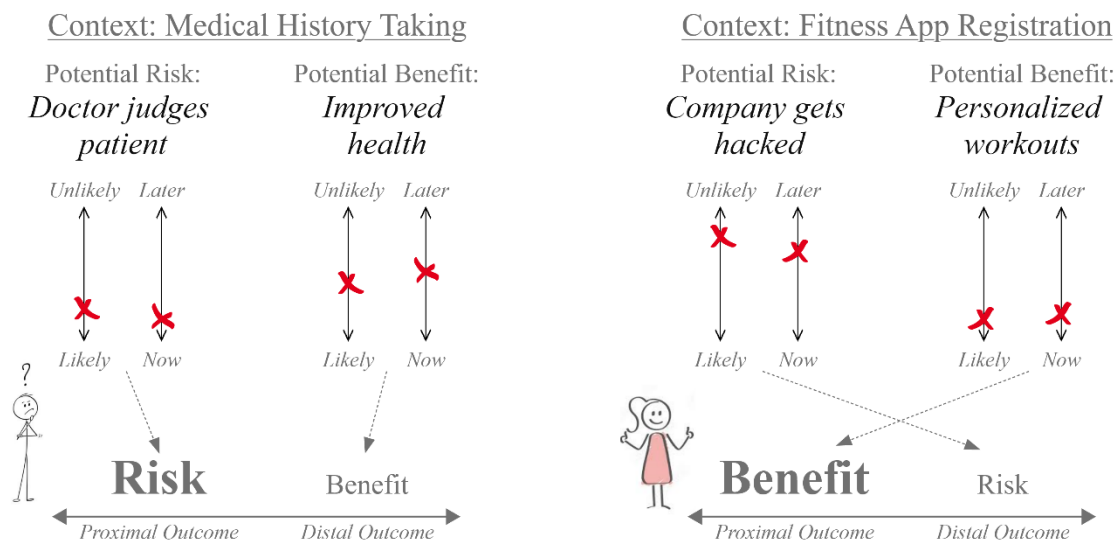 Context: Medical History Taking
Potential Risk:
Doctor judges
patient
Potential Benefit:
Improved
health
Unlikely Later
Unlikely Later
Likely Now
Likely Now
?
Risk
Benefit
Proximal Outcome
Distal Outcome
Context: Fitness App Registration
Potential Risk:
Company gets
hacked
Potential Benefit:
Personalized
workouts
Unlikely Later
Unlikely Later
Likely Now
Likely Now
Benefit
Risk
Proximal Outcome
Distal Outcome